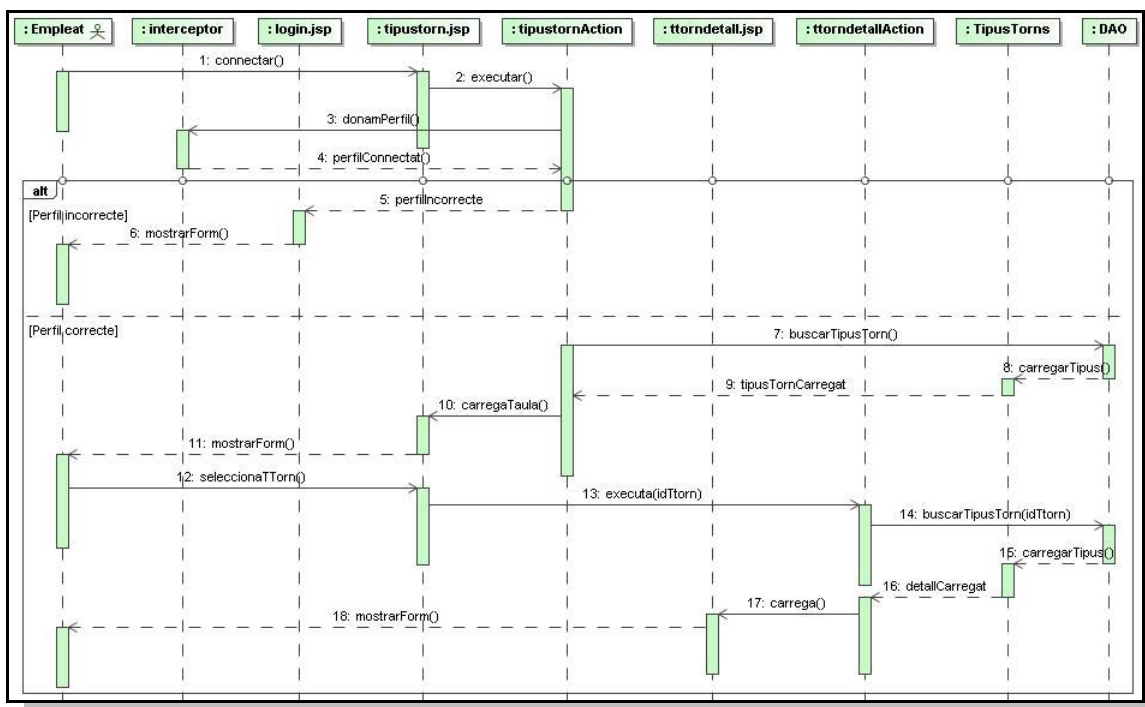 : Empleat
: interceptor
: login.jsp
: tipustorn.jsp
: tipustornAction
: ttorndetall.jsp
: ttorndetallAction
: TipusTorns
: DAO
1: connectar()
2: executar()
3: donamPerfil()
4: perfilConnectat()
alt
5: perfilIncorrecte
[Perfil incorrecte]
6: mostrarForm()
[Perfil correcte]
7: buscarTipusTorn()
8: carregarTipus()
9: tipusTornCarregat
10: carregaTaula()
11: mostrarForm()
12: seleccionaTTorn()
13: executa(idTtorn)
14: buscarTipusTorn(idTtorn)
15: carregarTipus()
16: detallCarregat
17: carrega()
18: mostrarForm()